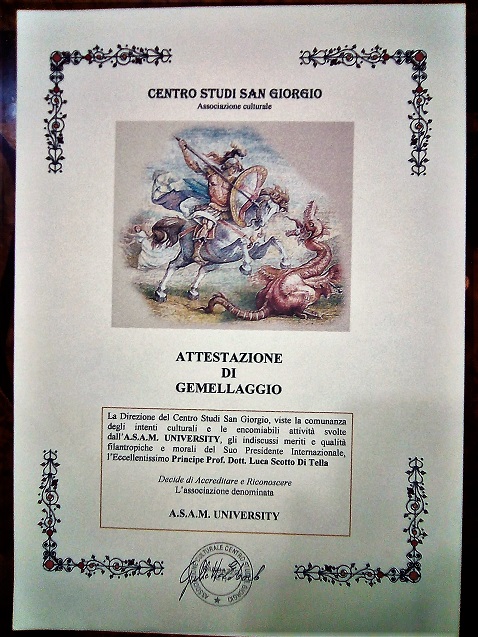 CENTRO STUDI SAN GIORGIO
Associazione culturale
ATTESTAZIONE
DI
GEMELLAGGIO
La Direzione del Centro Studi San Giorgio, viste la comunanza
degli intenti culturali e le encomiabili attività svolte
dall'A.S.A.M. UNIVERSITY, gli indiscussi meriti e qualità
filantropiche e morali del Suo Presidente Internazionale,
l'Eccellentissimo Principe Prof. Dott. Luca Scotto Di Tella
Decide di Accreditare e Riconoscere
L'associazione denominata
A.S.A.M. UNIVERSITY